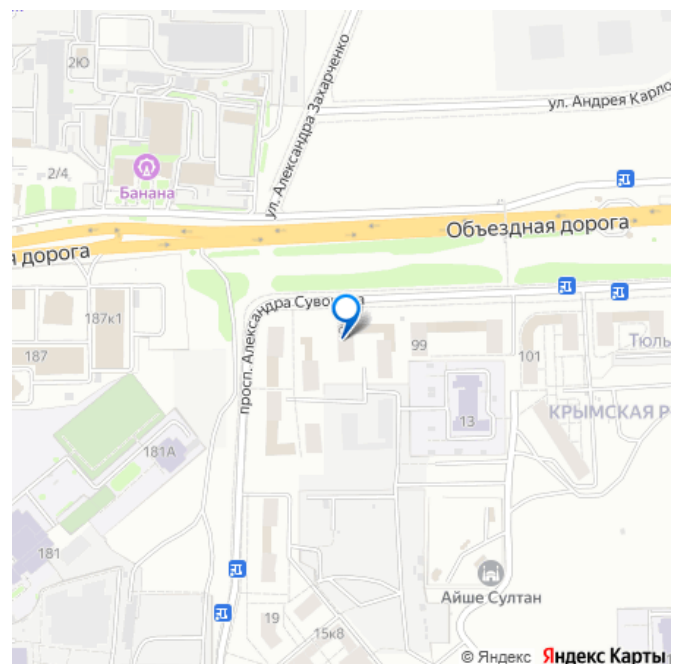 2Ю
ул. Александра Захарченко
ул. Андрея Карло
2/4
Банана
Объездная дорога
я дорога
просп. Александра Суво
187к1
187
99
101
Тюль
КРЫМСКАЯ Р
13
181А
181
Айше Султан
19
15к8
1
© Яндекс Яндекс Карты